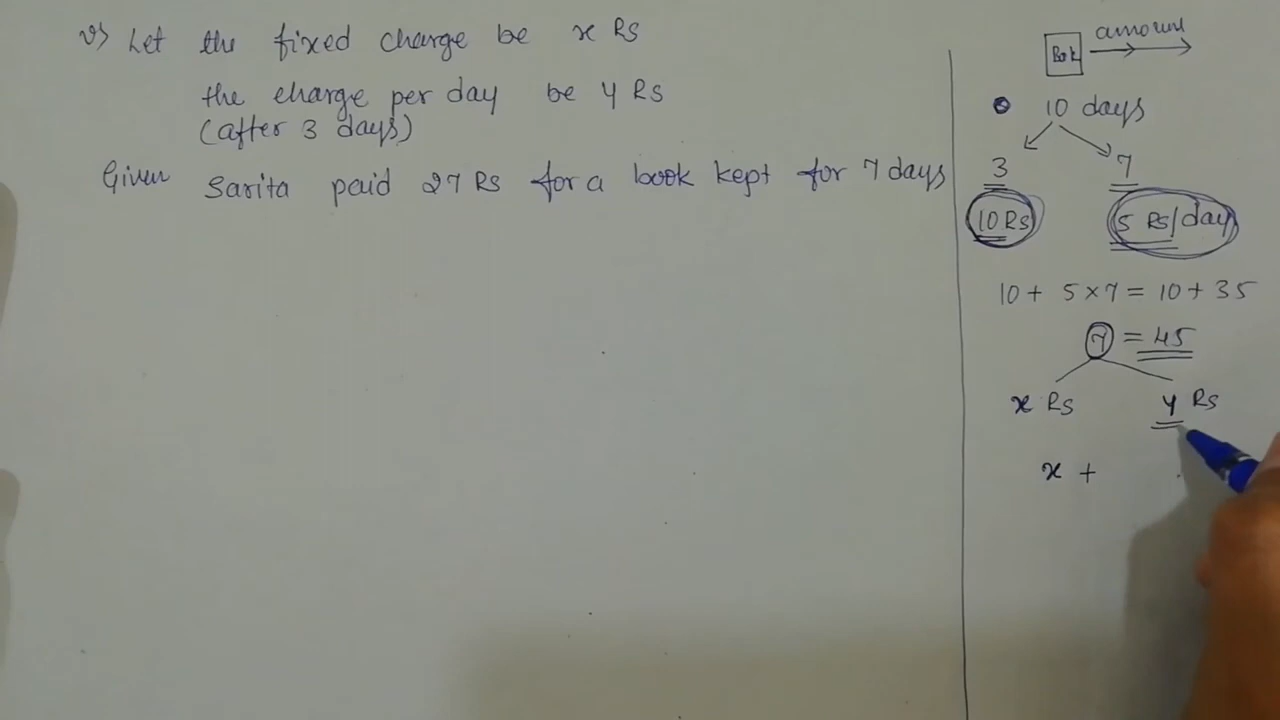 v) Let the fixed charge be x Rs
the charge per day be y Rs
(after 3 days)
Given Sarita paid 27 Rs for a book kept for 7 days
Book amount
10 days
3 7
10 Rs 5 Rs/day
10 + 5 × 7 = 10 + 35
7 = 45
x Rs y Rs
x +